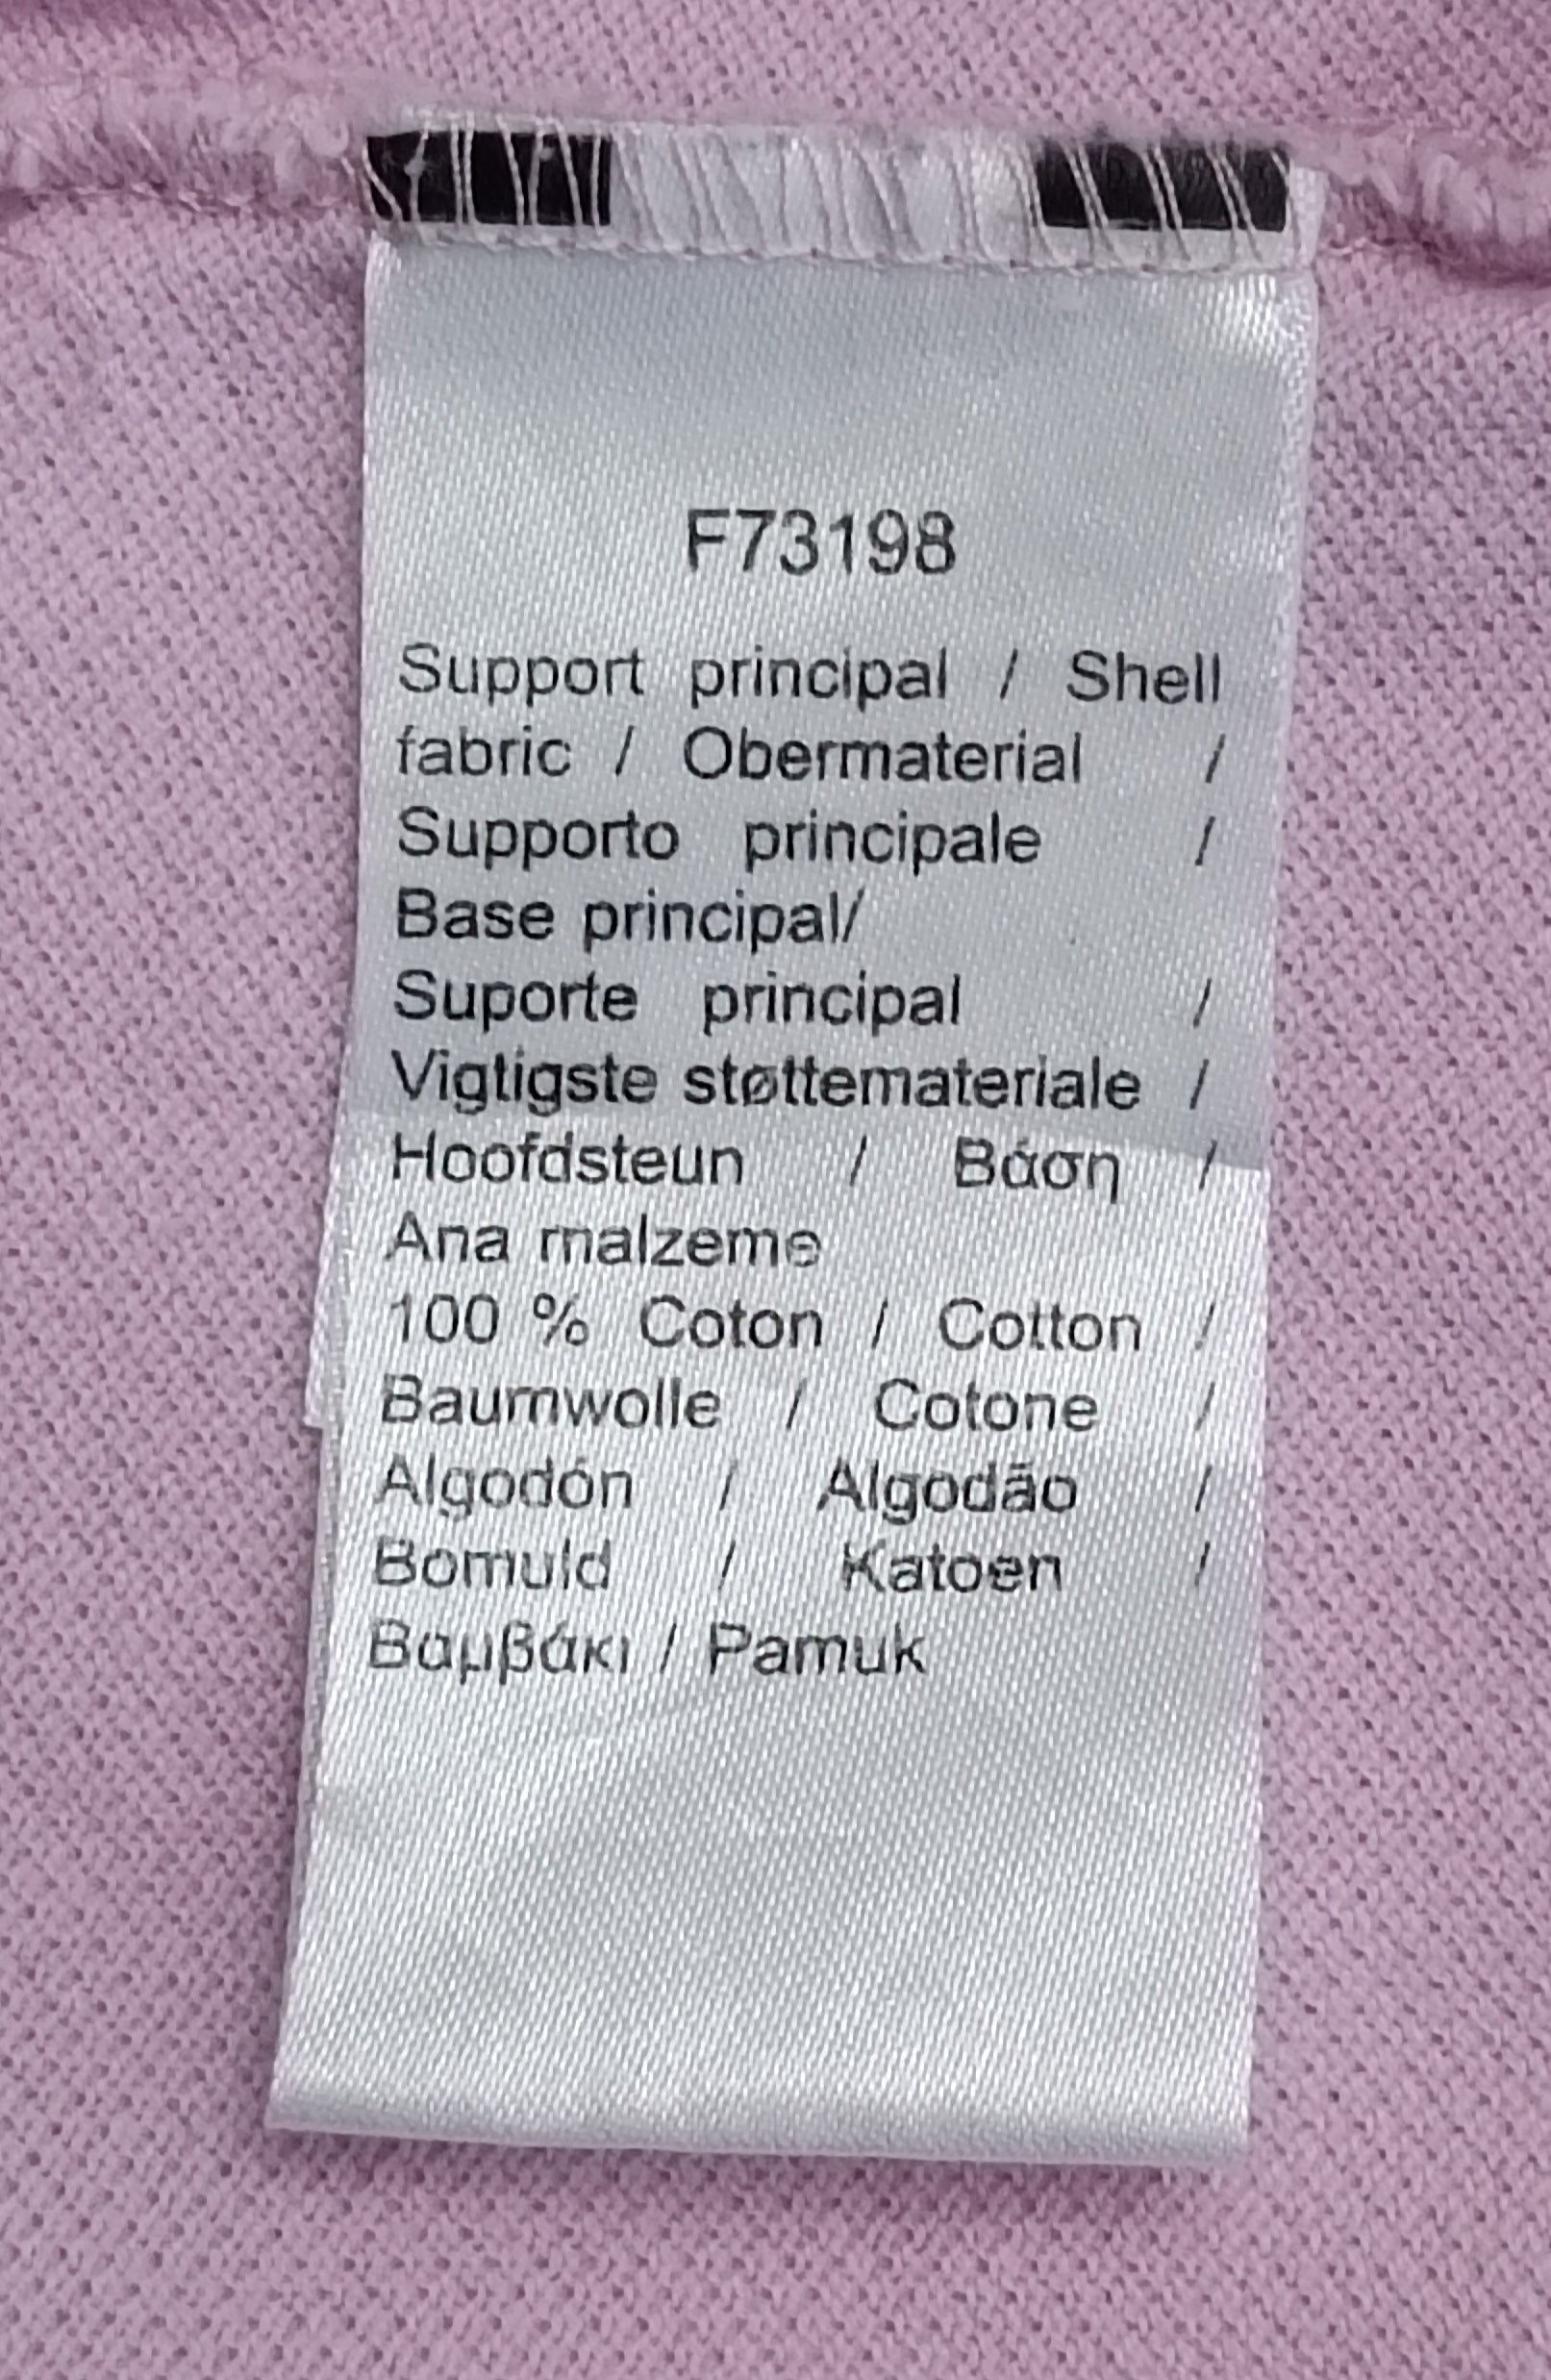 F73198
Support principal / Shell
fabric / Obermaterial /
Supporto principale /
Base principal/
Suporte principal /
Vigtigste støttemateriale /
Hoofdsteun / Βάση /
Ana malzeme
100 % Coton / Cotton /
Baumwolle / Cotone /
Algodón / Algodão /
Bomuld / Katoen /
Βαμβάκι / Pamuk